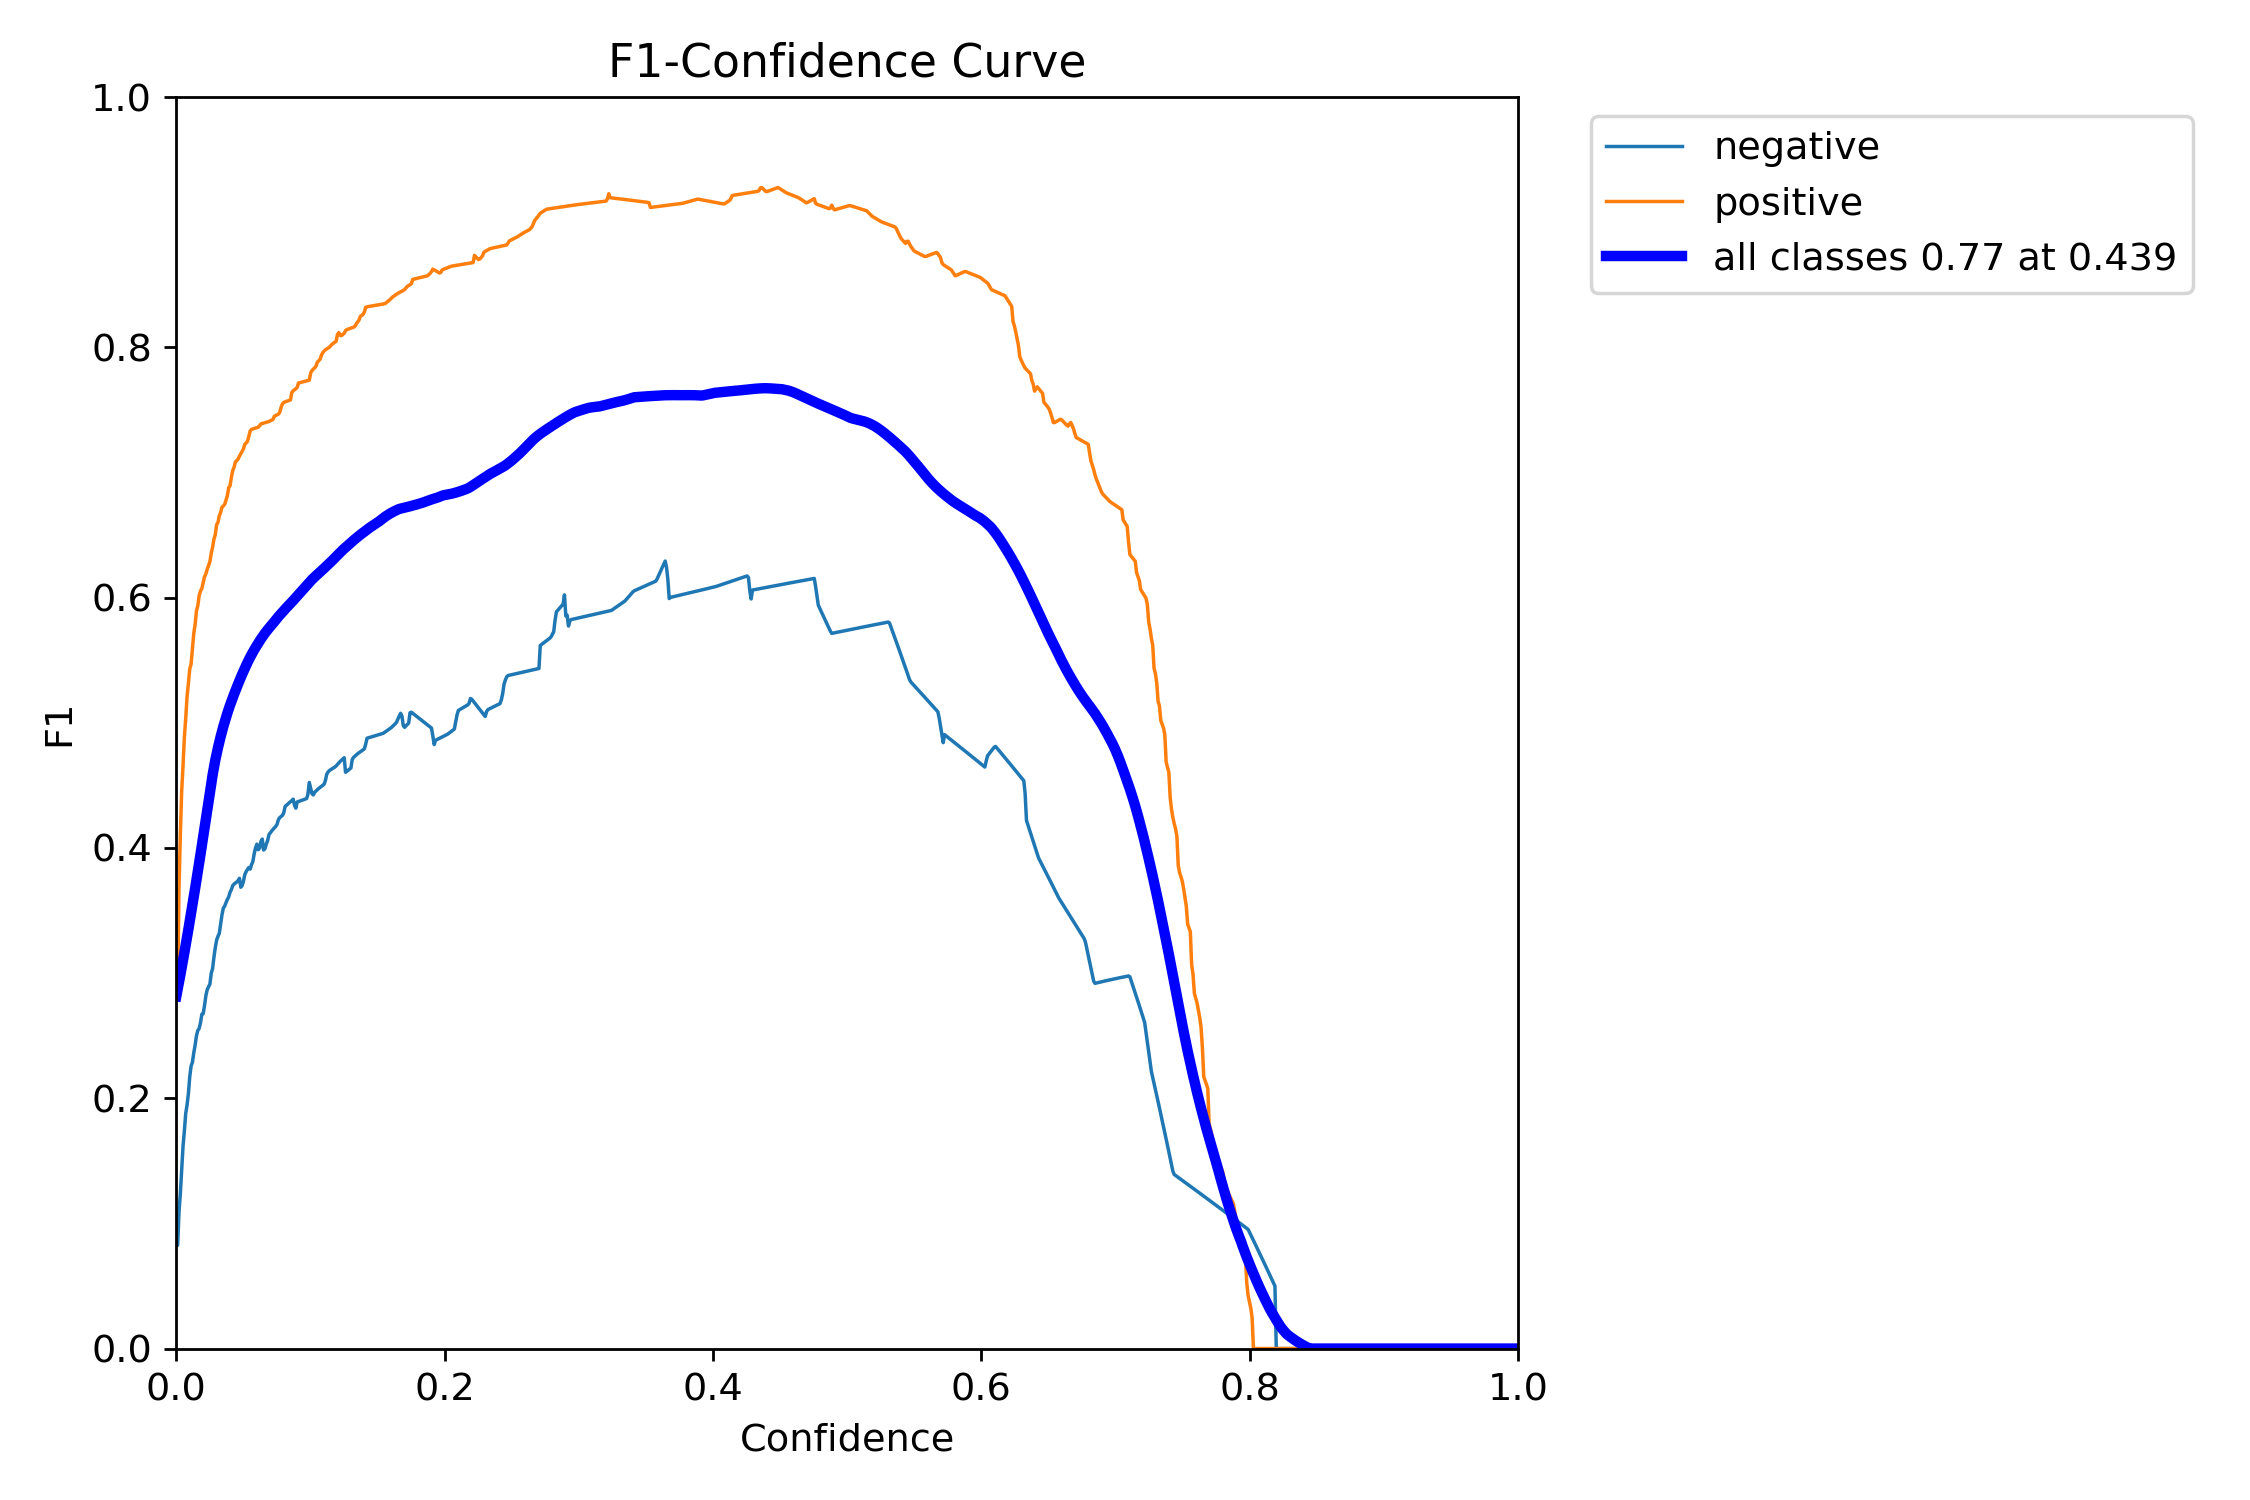 F1-Confidence Curve
1.0
0.8
0.6
0.4
0.2
0.0
F1
0.0 0.2 0.4 0.6 0.8 1.0
Confidence
negative
positive
all classes 0.77 at 0.439